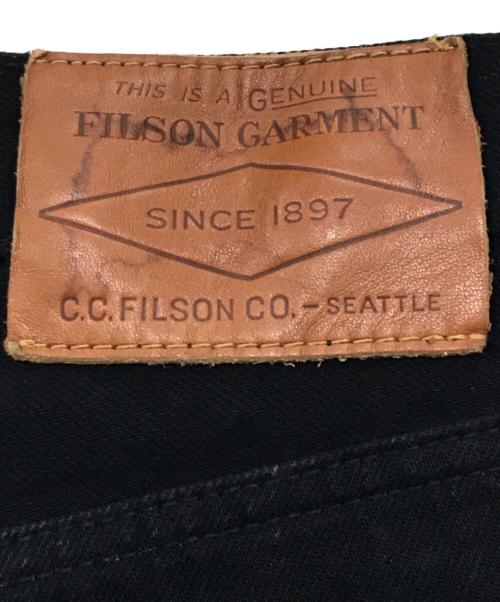 THIS IS A GENUINE
FILSON GARMENT
SINCE 1897
C.C.FILSON CO.-SEATTLE